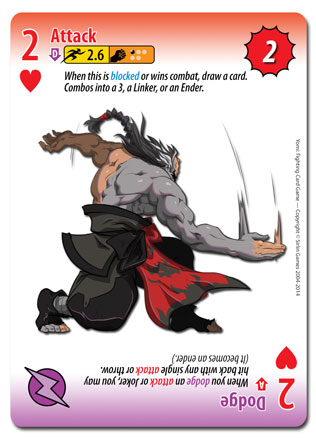 2 Attack
D 2.6
2
When this is blocked or wins combat, draw a card.
Combos into a 3, a Linker, or an Ender.
Yomi: Fighting Card Game — Copyright © Sirlin Games 2004-2014
2 Dodge
A
When you dodge an attack or Joker, you may
hit back with any single attack or throw.
(It becomes an ender.)